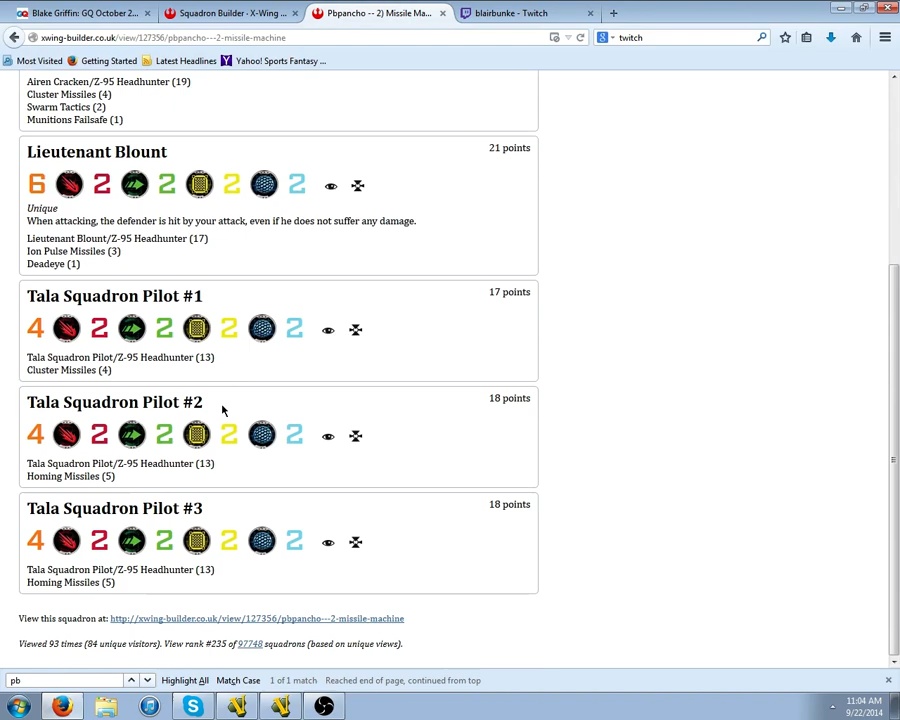 Blake Griffin: GQ October 2... × Squadron Builder · X-Wing ... × Pbpancho -- 2) Missile Ma... × blairbunke - Twitch × +
xwing-builder.co.uk/view/127356/pbpancho---2-missile-machine twitch
Most Visited Getting Started Latest Headlines Yahoo! Sports Fantasy ...
Airen Cracken/Z-95 Headhunter (19)
Cluster Missiles (4)
Swarm Tactics (2)
Munitions Failsafe (1)
Lieutenant Blount 21 points
6 2 2 2 2
Unique
When attacking, the defender is hit by your attack, even if he does not suffer any damage.
Lieutenant Blount/Z-95 Headhunter (17)
Ion Pulse Missiles (3)
Deadeye (1)
Tala Squadron Pilot #1 17 points
4 2 2 2 2
Tala Squadron Pilot/Z-95 Headhunter (13)
Cluster Missiles (4)
Tala Squadron Pilot #2 18 points
4 2 2 2 2
Tala Squadron Pilot/Z-95 Headhunter (13)
Homing Missiles (5)
Tala Squadron Pilot #3 18 points
4 2 2 2 2
Tala Squadron Pilot/Z-95 Headhunter (13)
Homing Missiles (5)
View this squadron at: http://xwing-builder.co.uk/view/127356/pbpancho---2-missile-machine
Viewed 93 times (84 unique visitors). View rank #235 of 97748 squadrons (based on unique views).
pb Highlight All Match Case 1 of 1 match Reached end of page, continued from top
11:04 AM
9/22/2014